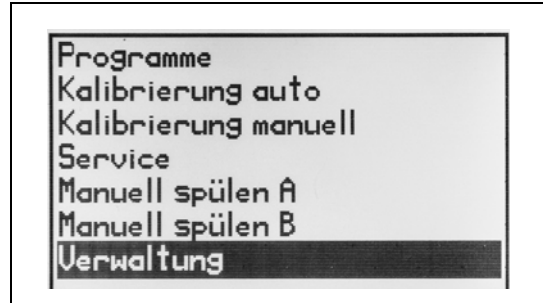 Programme
Kalibrierung auto
Kalibrierung manuell
Service
Manuell spülen A
Manuell spülen B
Verwaltung